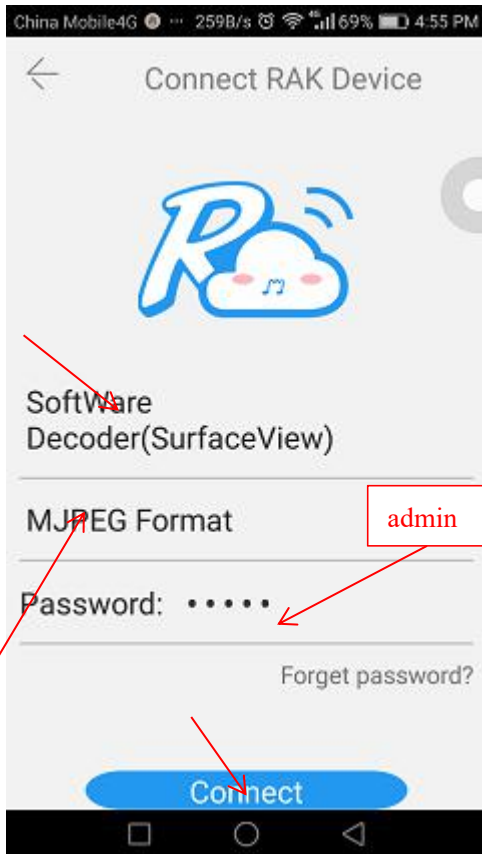 China Mobile4G ··· 259B/s 4G 69% 4:55 PM
Connect RAK Device
R
SoftWare
Decoder(SurfaceView)
MJPEG Format
admin
Password: •••••
Forget password?
Connect